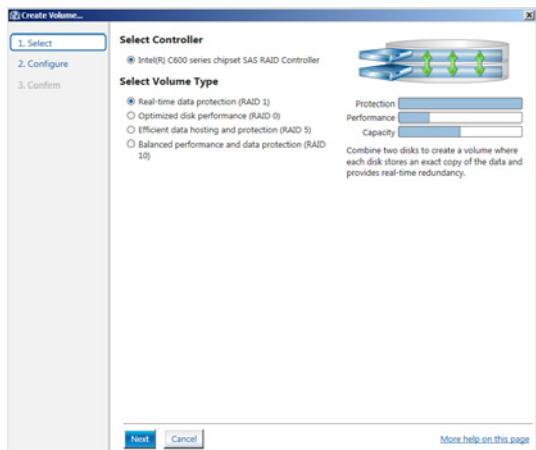 Create Volume...
1. Select
2. Configure
3. Confirm
Select Controller
Intel(R) C600 series chipset SAS RAID Controller
Select Volume Type
Real-time data protection (RAID 1)
Optimized disk performance (RAID 0)
Efficient data hosting and protection (RAID 5)
Balanced performance and data protection (RAID
10)
Protection
Performance
Capacity
Combine two disks to create a volume where
each disk stores an exact copy of the data and
provides real-time redundancy.
Next
Cancel
More help on this page